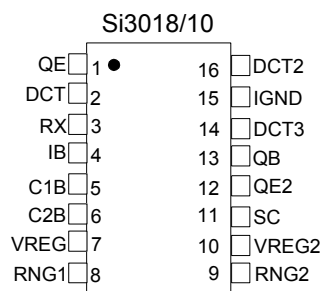 Si3018/10
QE 1 16 DCT2
DCT 2 15 IGND
RX 3 14 DCT3
IB 4 13 QB
C1B 5 12 QE2
C2B 6 11 SC
VREG 7 10 VREG2
RNG1 8 9 RNG2